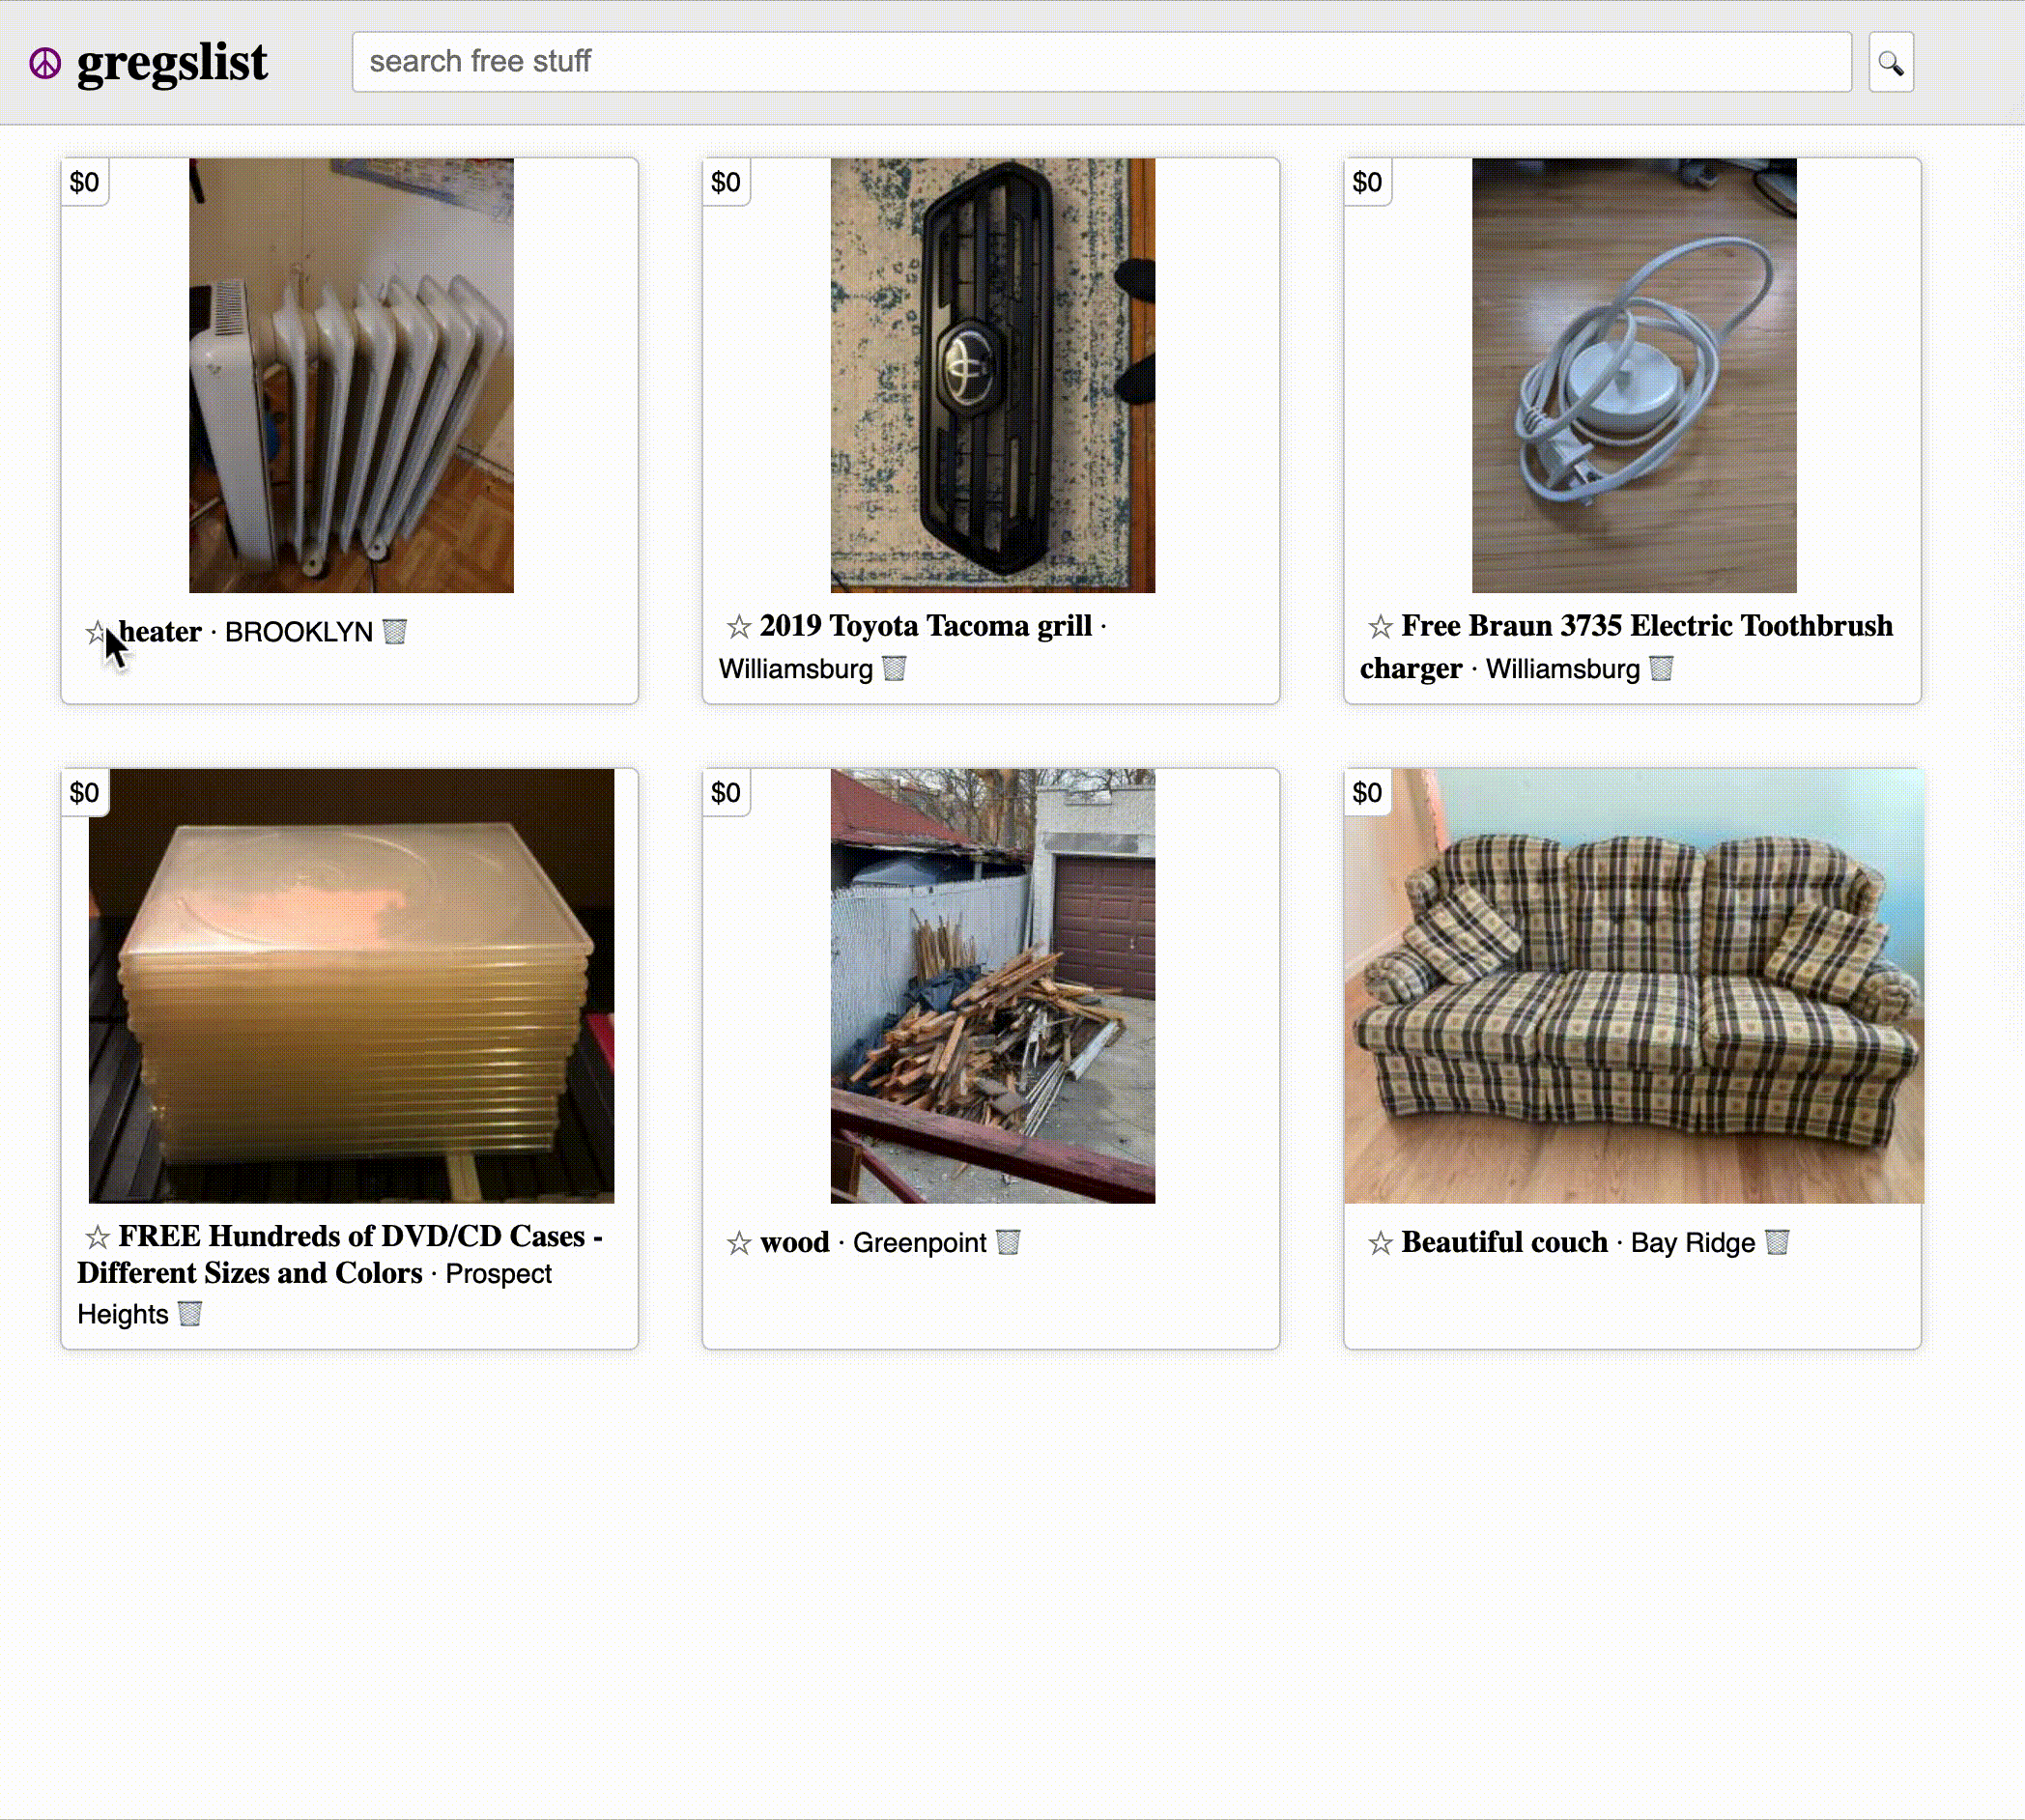 ☮ gregslist
search free stuff
$0
☆ heater · BROOKLYN
$0
☆ 2019 Toyota Tacoma grill ·
Williamsburg
$0
☆ Free Braun 3735 Electric Toothbrush
charger · Williamsburg
$0
☆ FREE Hundreds of DVD/CD Cases -
Different Sizes and Colors · Prospect
Heights
$0
☆ wood · Greenpoint
$0
☆ Beautiful couch · Bay Ridge